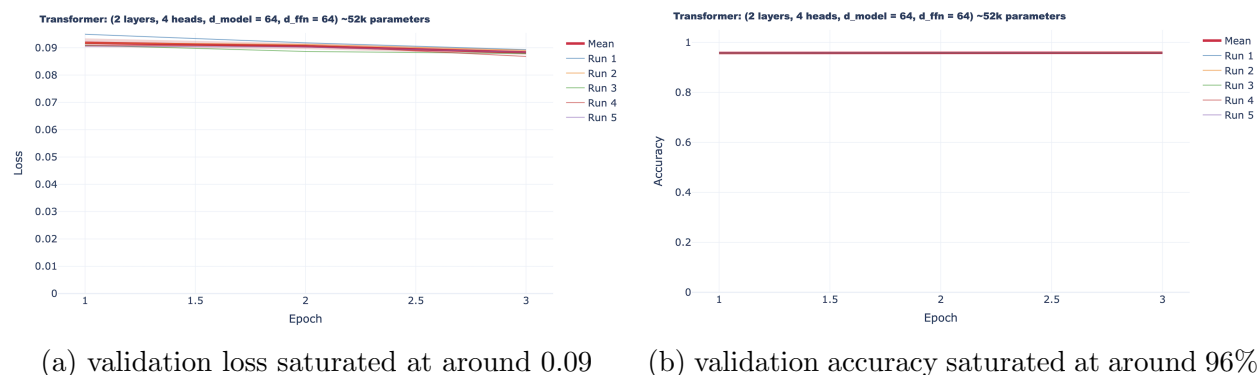 Transformer: (2 layers, 4 heads, d_model = 64, d_ffn = 64) ~52k parameters
Loss
0.09
0.08
0.07
0.06
0.05
0.04
0.03
0.02
0.01
0
1
1.5
2
2.5
3
Epoch
Mean
Run 1
Run 2
Run 3
Run 4
Run 5
(a) validation loss saturated at around 0.09
Transformer: (2 layers, 4 heads, d_model = 64, d_ffn = 64) ~52k parameters
Accuracy
1
0.8
0.6
0.4
0.2
0
1
1.5
2
2.5
3
Epoch
Mean
Run 1
Run 2
Run 3
Run 4
Run 5
(b) validation accuracy saturated at around 96%